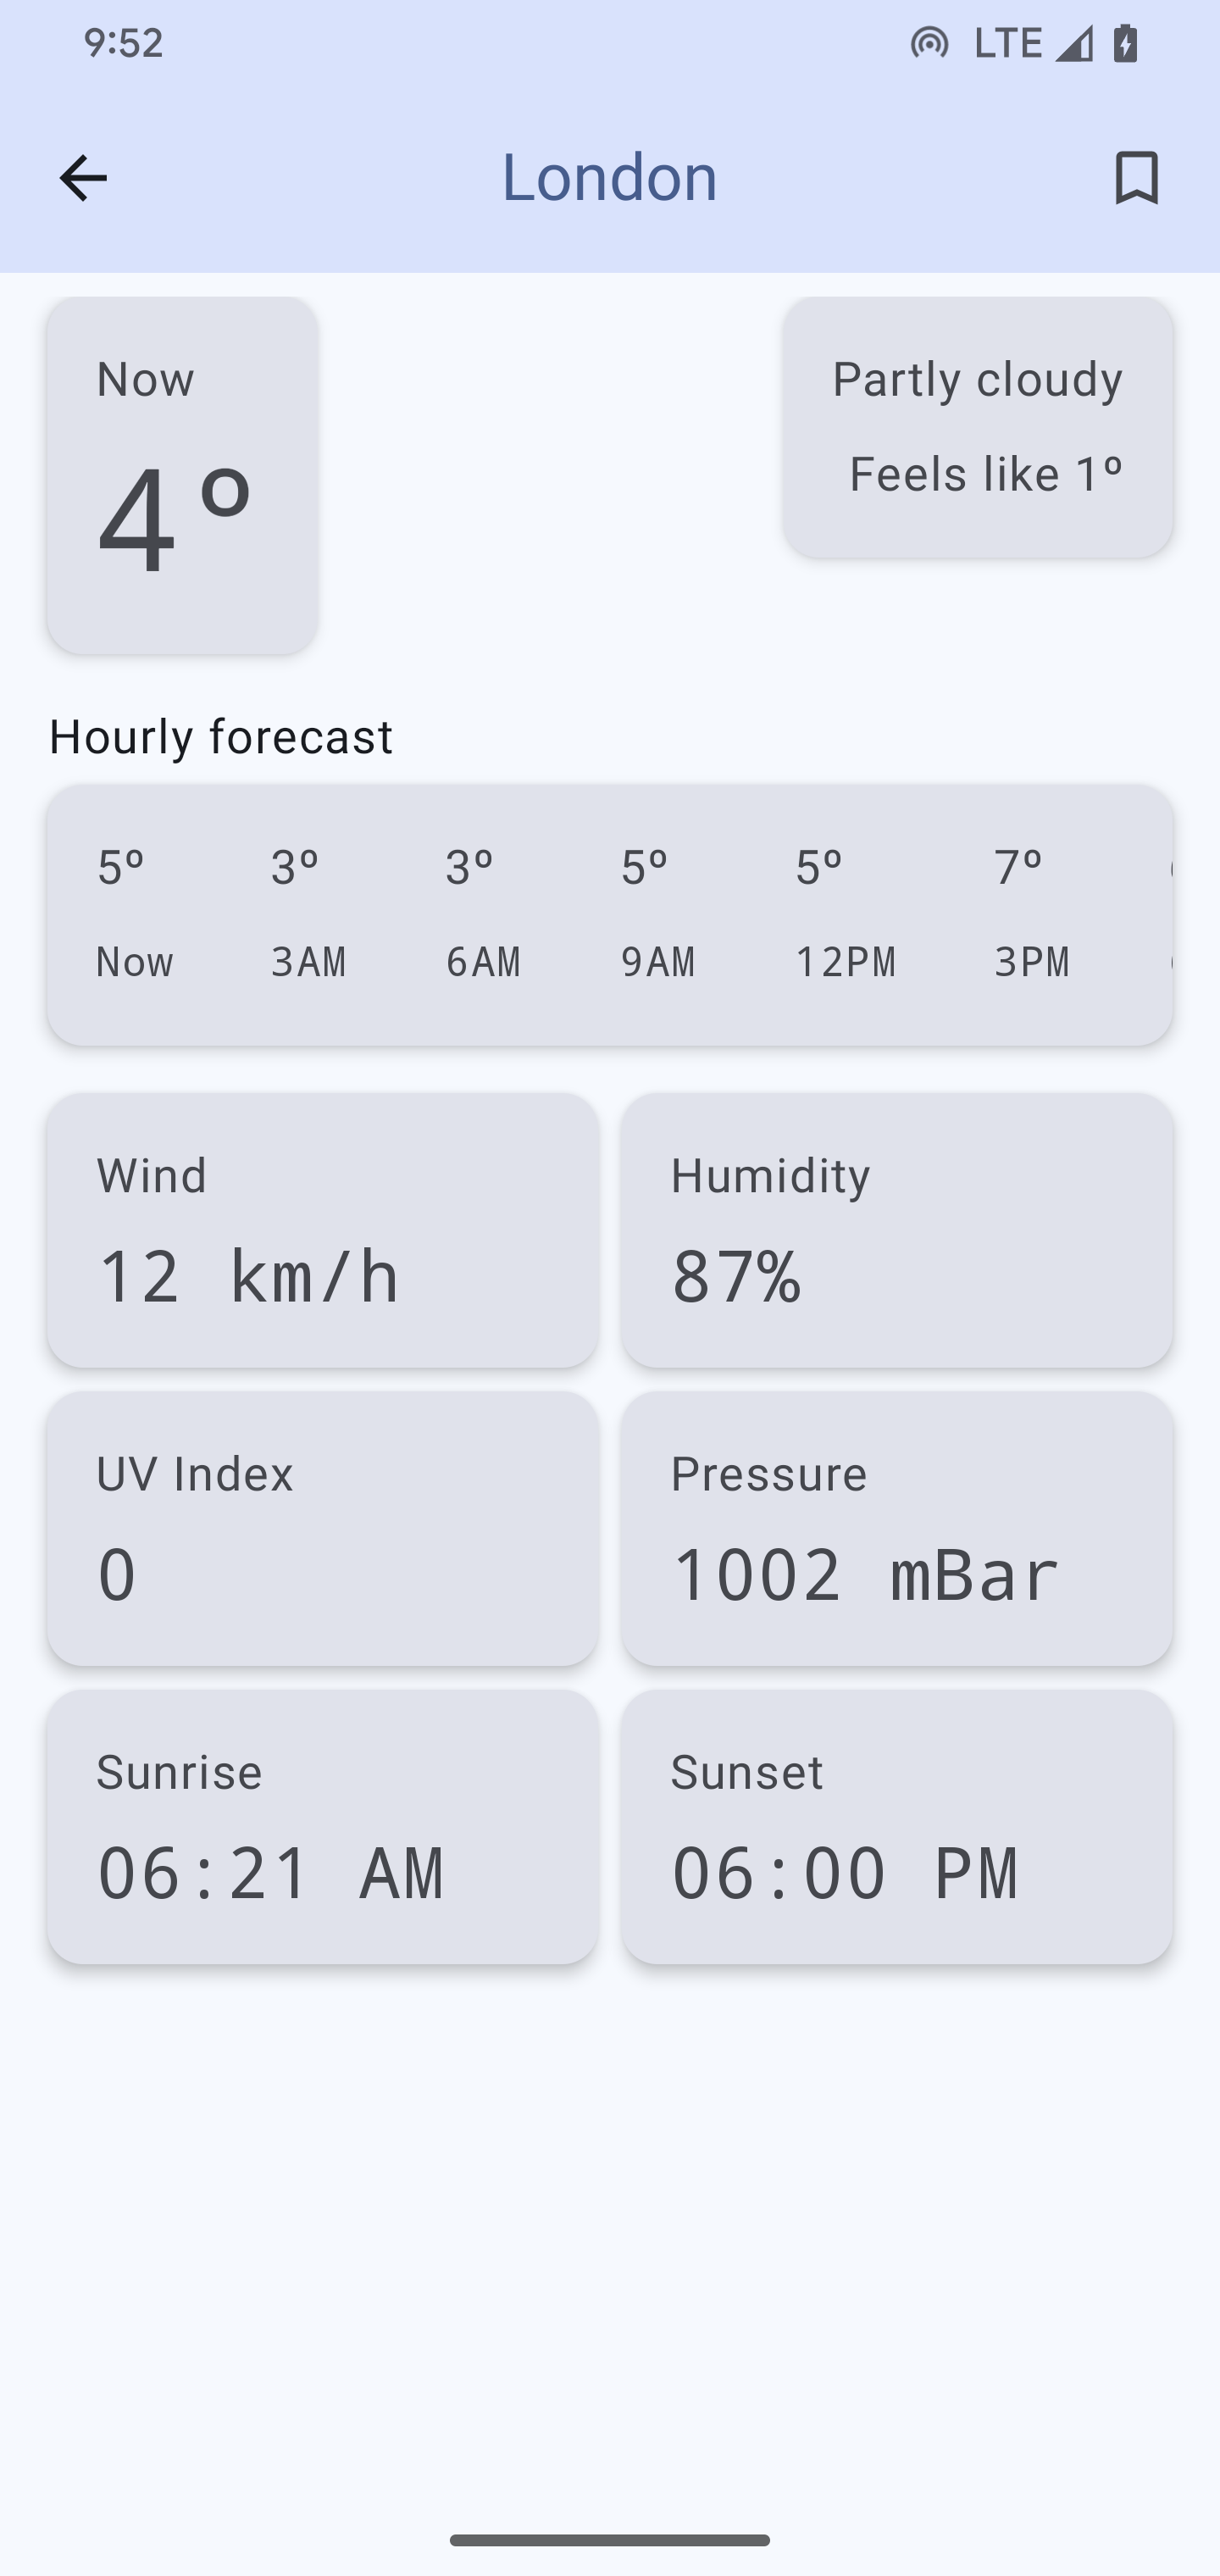 9:52 LTE
London
Now
4º
Partly cloudy
Feels like 1º
Hourly forecast
5º 3º 3º 5º 5º 7º
Now 3AM 6AM 9AM 12PM 3PM
Wind
12 km/h
Humidity
87%
UV Index
0
Pressure
1002 mBar
Sunrise
06:21 AM
Sunset
06:00 PM